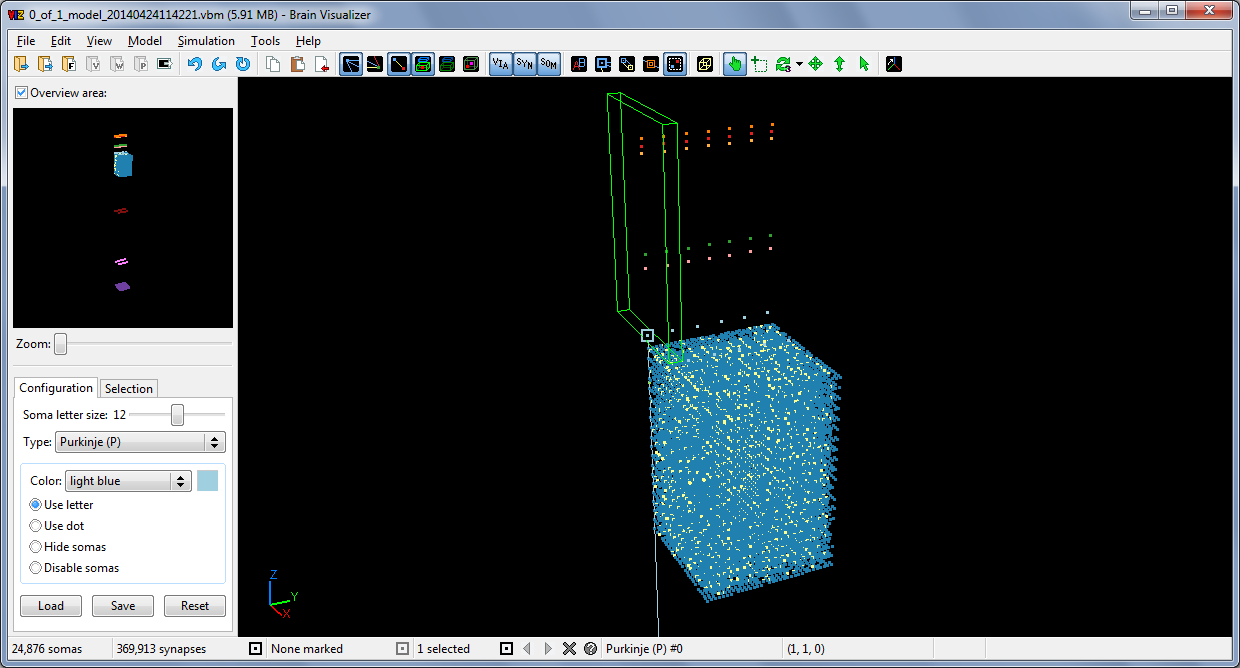 VIZ 0_of_1_model_20140424114221.vbm (5.91 MB) - Brain Visualizer
File Edit View Model Simulation Tools Help
F V W P VIA SYN SOM AB 3
Overview area:
Zoom:
Configuration Selection
Soma letter size: 12
Type: Purkinje (P)
Color: light blue
Use letter
Use dot
Hide somas
Disable somas
Load Save Reset
Z
Y
X
24,876 somas 369,913 synapses None marked 1 selected Purkinje (P) #0 (1, 1, 0)